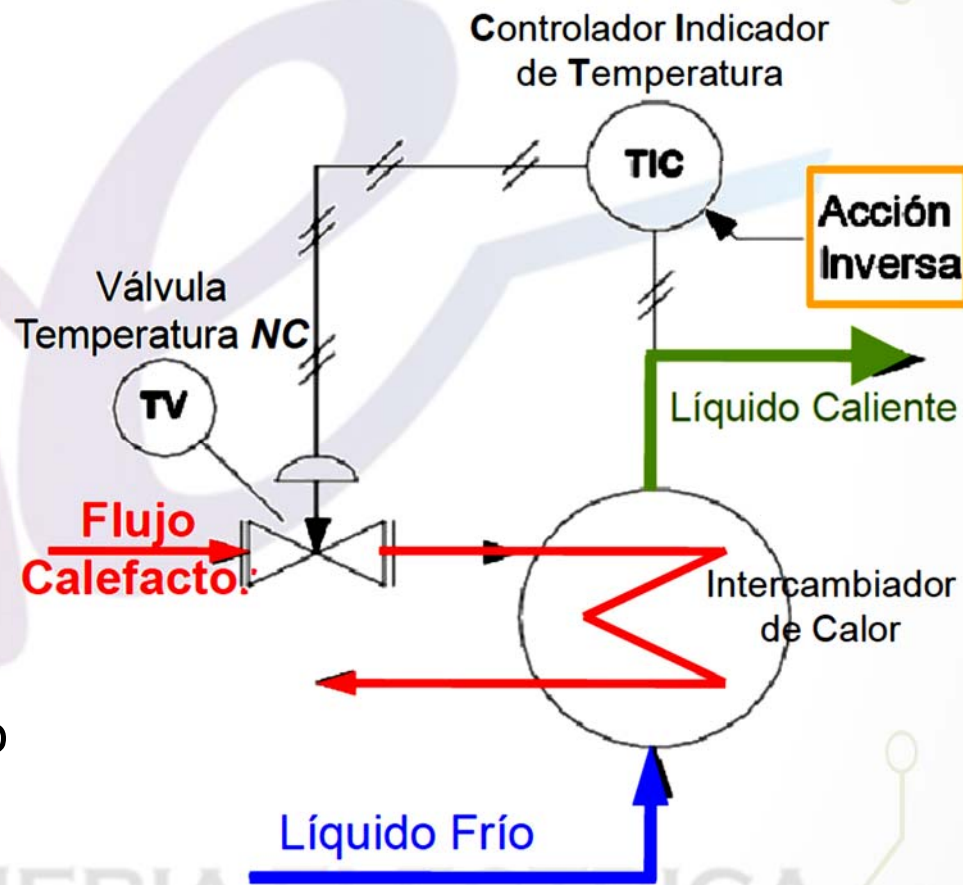 Controlador Indicador
de Temperatura
TIC
Acción
Inversa
Válvula
Temperatura NC
TV
Líquido Caliente
Flujo
Calefactor
Intercambiador
de Calor
Líquido Frío